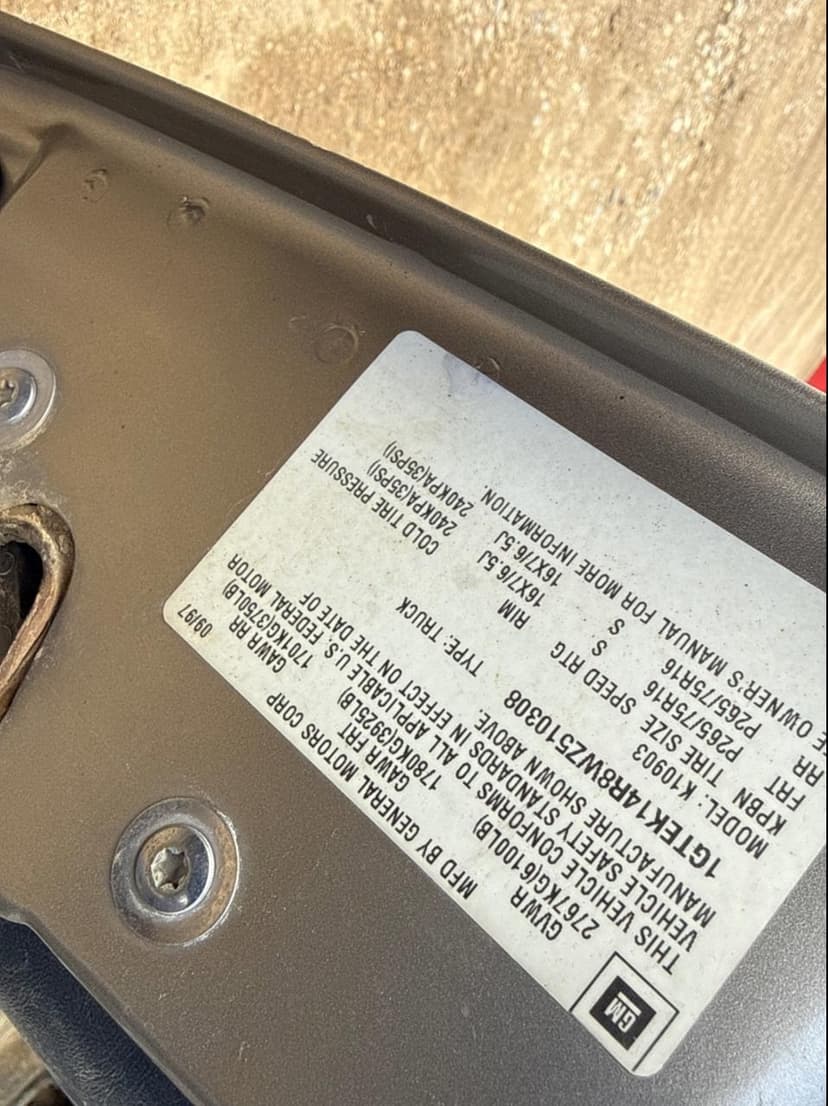 GM
MFD BY GENERAL MOTORS CORP
09/97
GVWR GAWR FRT GAWR RR
2767KG(6100LB) 1780KG(3925LB) 1701KG(3750LB)
THIS VEHICLE CONFORMS TO ALL APPLICABLE U.S. FEDERAL MOTOR
VEHICLE SAFETY STANDARDS IN EFFECT ON THE DATE OF
MANUFACTURE SHOWN ABOVE.
1GTEK14R8WZ510308 TYPE: TRUCK
MODEL: K10903
KPBN TIRE SIZE SPEED RTG RIM COLD TIRE PRESSURE
FRT P265/75R16 S 16X7/6.5J 240KPA(35PSI)
RR P265/75R16 S 16X7/6.5J 240KPA(35PSI)
OWNER'S MANUAL FOR MORE INFORMATION.